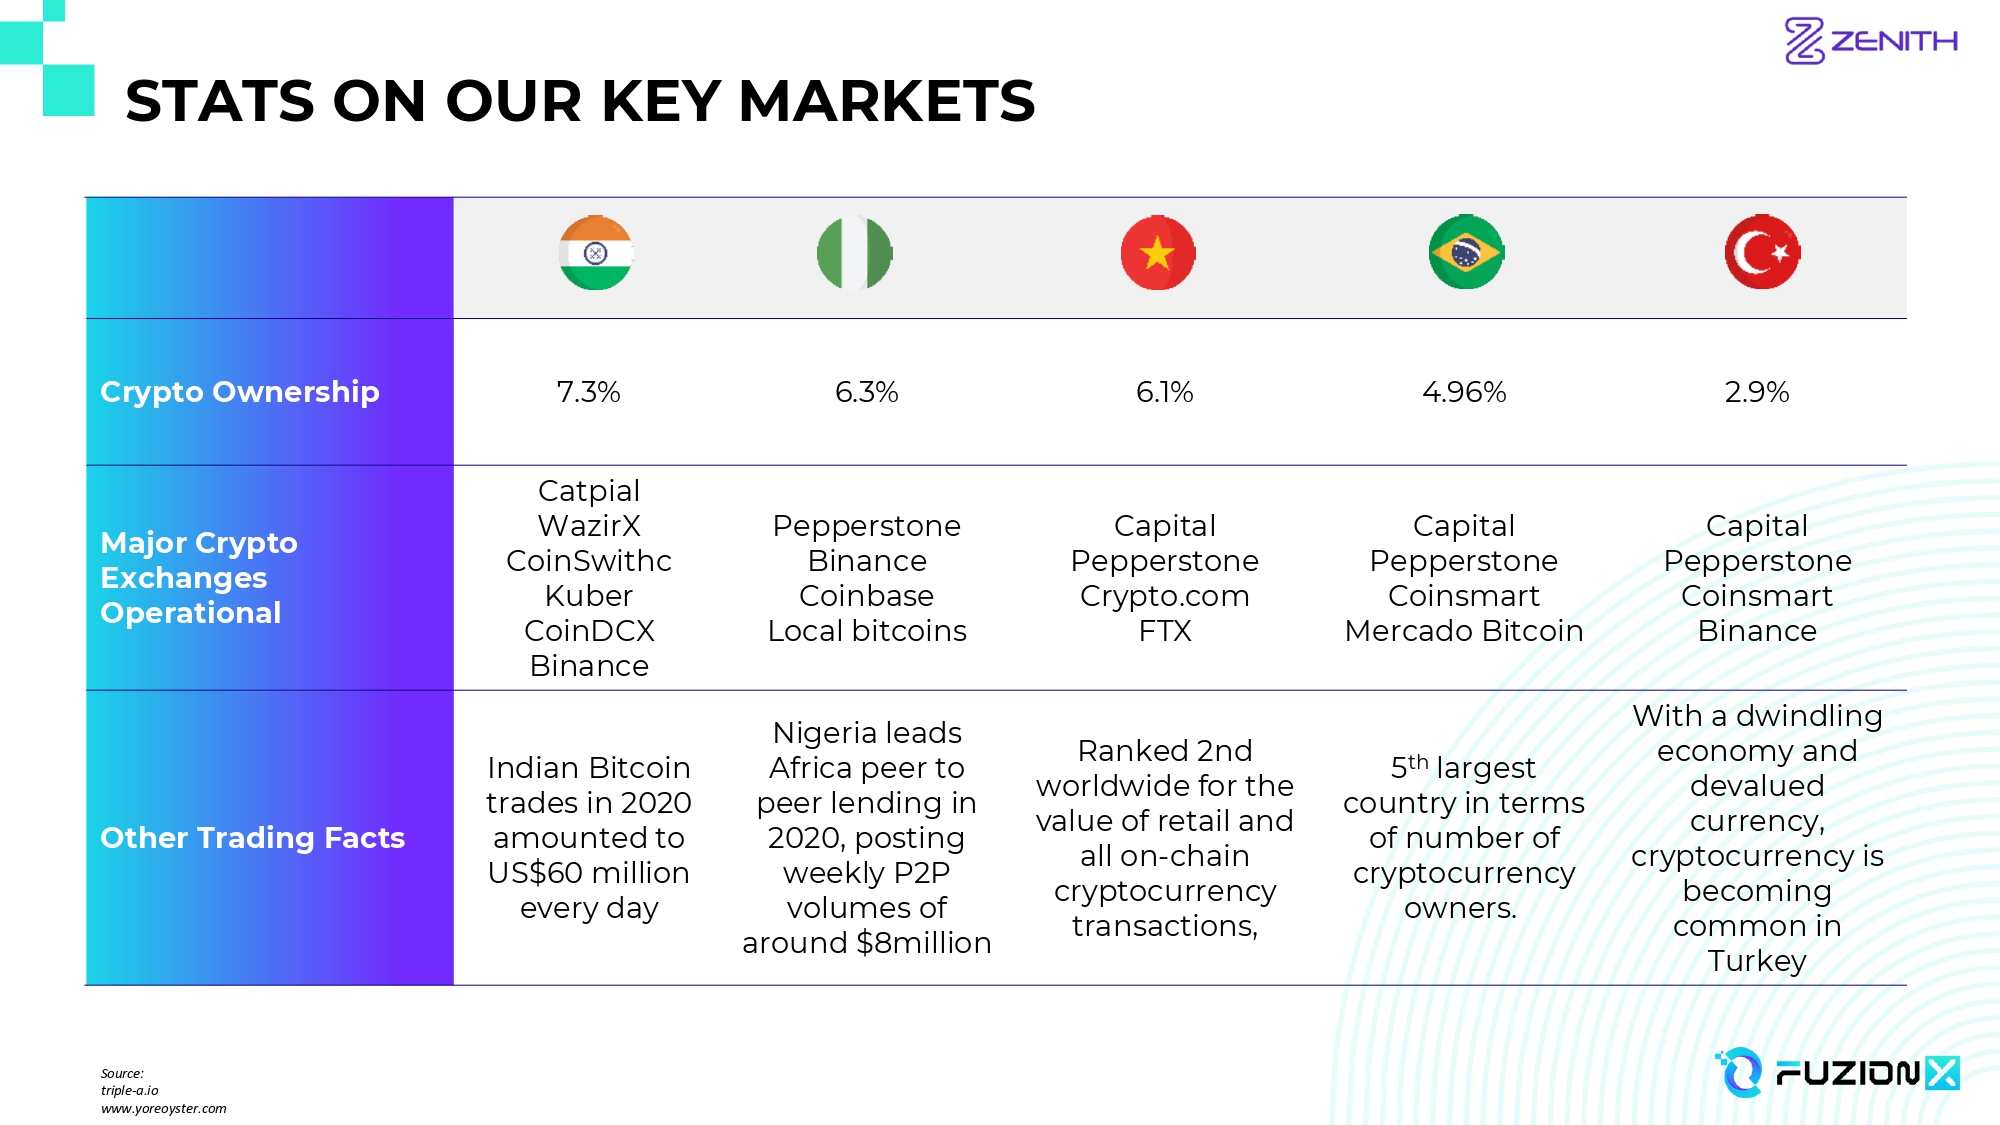 ZENITH
STATS ON OUR KEY MARKETS
Crypto Ownership
7.3%
6.3%
6.1%
4.96%
2.9%
Major Crypto
Exchanges
Operational
Catpial
WazirX
CoinSwithc
Kuber
CoinDCX
Binance
Pepperstone
Binance
Coinbase
Local bitcoins
Capital
Pepperstone
Crypto.com
FTX
Capital
Pepperstone
Coinsmart
Mercado Bitcoin
Capital
Pepperstone
Coinsmart
Binance
Other Trading Facts
Indian Bitcoin
trades in 2020
amounted to
US$60 million
every day
Nigeria leads
Africa peer to
peer lending in
2020, posting
weekly P2P
volumes of
around $8million
Ranked 2nd
worldwide for the
value of retail and
all on-chain
cryptocurrency
transactions,
5th largest
country in terms
of number of
cryptocurrency
owners.
With a dwindling
economy and
devalued
currency,
cryptocurrency is
becoming
common in
Turkey
Source:
triple-a.io
www.yoreoyster.com
FUZIONX